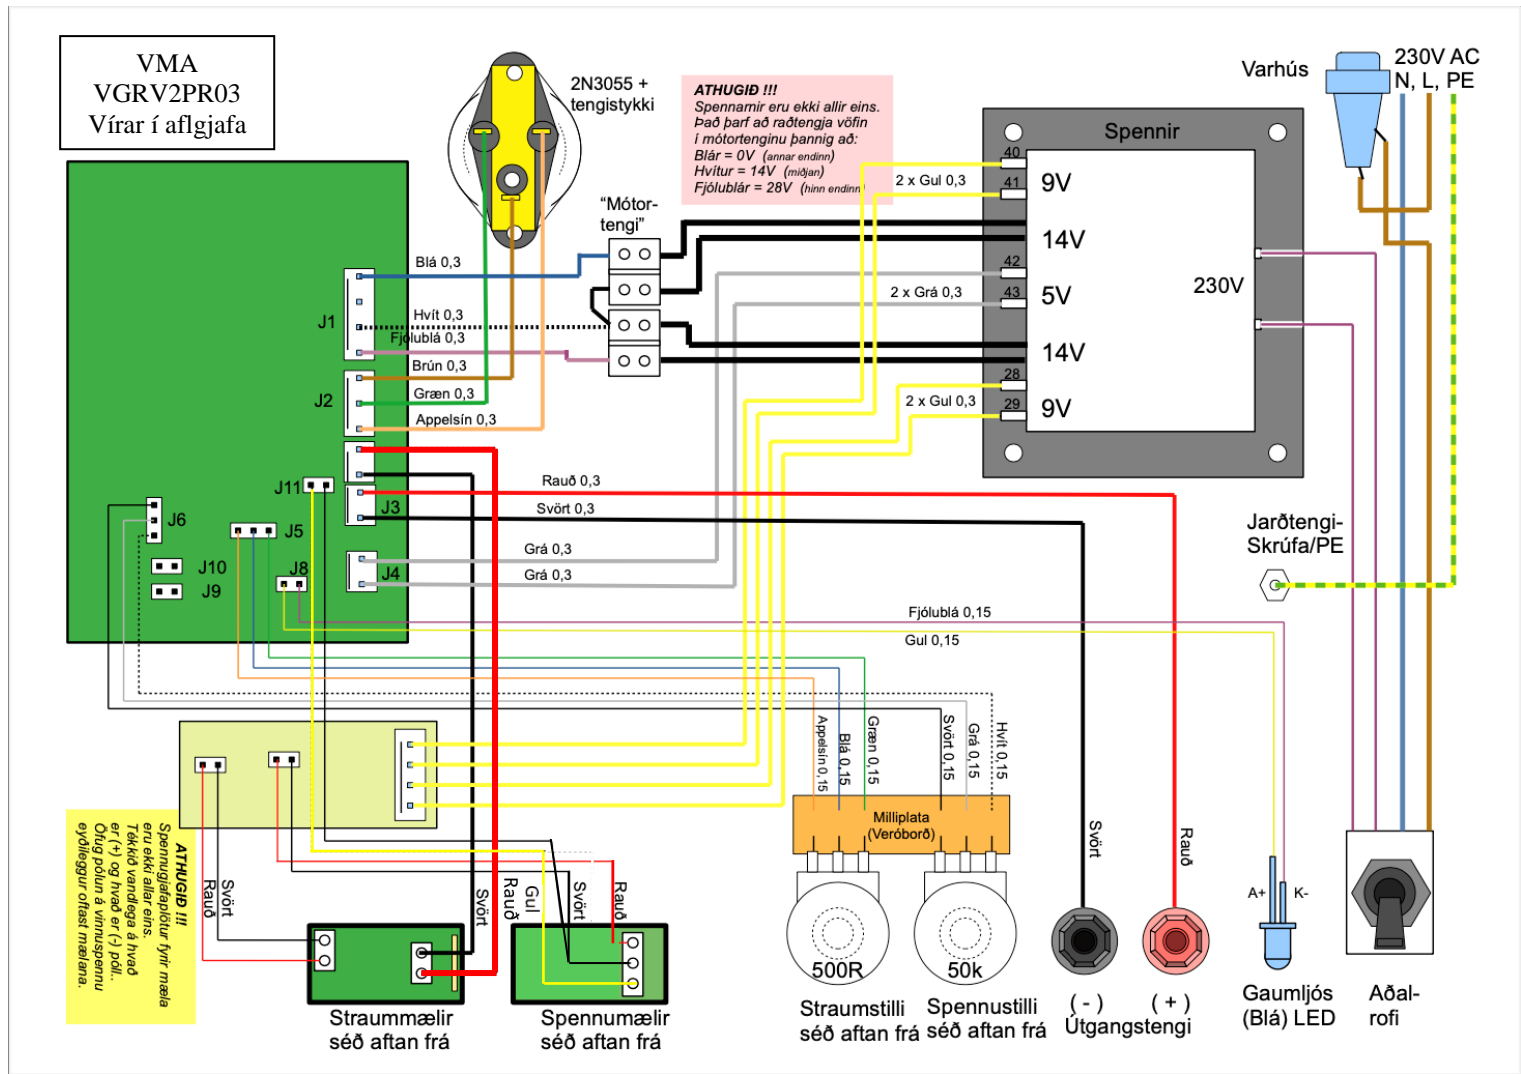 VMA
VGRV2PR03
Vírar í aflgjafa
2N3055 +
tengistykki
ATHUGIÐ !!!
Spennarnir eru ekki allir eins.
Það þarf að raðtengja vöfin
í mótortenginu þannig að:
Blár = 0V (annar endinn)
Hvítur = 14V (miðjan)
Fjólublár = 28V (hinn endinn)
Varhús
230V AC
N, L, PE
Spennir
40
9V
41
2 x Gul 0,3
14V
42
5V
43
2 x Grá 0,3
14V
28
29
9V
2 x Gul 0,3
230V
"Mótor-
tengi"
Blá 0,3
J1
Hvít 0,3
Fjólublá 0,3
Brún 0,3
J2
Græn 0,3
Appelsín 0,3
J11
J3
Rauð 0,3
Svört 0,3
J6
J5
J10
J9
J8
J4
Grá 0,3
Grá 0,3
Jarðtengi-
Skrúfa/PE
Fjólublá 0,15
Gul 0,15
Appelsín 0,15
Blá 0,15
Græn 0,15
Svört 0,15
Grá 0,15
Hvít 0,15
Milliplata
(Veróborð)
ATHUGIÐ !!!
Spennugjafaplötur fyrir mæla
eru ekki allar eins.
Tékkið vandlega á hvað
er (+) og hvað er (-) póll..
Öfug pólun á vinnuspennu
eyðileggur oftast mælana.
Svört
Rauð
Svört
Rauð
Gul
Svört
Rauð
Svört
Rauð
A+
K-
500R
50k
Straummælir
séð aftan frá
Spennumælir
séð aftan frá
Straumstilli
séð aftan frá
Spennustilli
séð aftan frá
( - )
( + )
Útgangstengi
Gaumljós
(Blá) LED
Aðal-
rofi